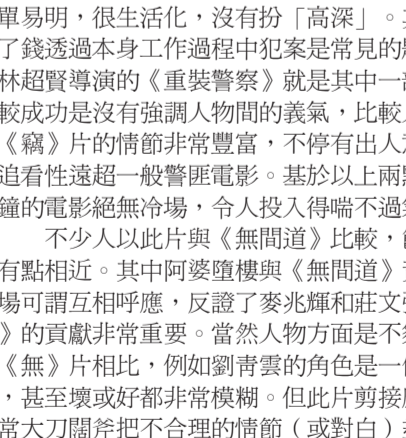 單易明，很生活化，沒有扮「高深」。
了錢透過本身工作過程中犯案是常見的
林超賢導演的《重裝警察》就是其中一
較成功是沒有強調人物間的義氣，比較
《竊》片的情節非常豐富，不停有出人
追看性遠超一般警匪電影。基於以上兩
鐘的電影絕無冷場，令人投入得喘不過
不少人以此片與《無間道》比較，
有點相近。其中阿婆墮樓與《無間道》
場可謂互相呼應，反證了麥兆輝和莊文
》的貢獻非常重要。當然人物方面是不
《無》片相比，例如劉青雲的角色是一
，甚至壞或好都非常模糊。但此片剪接
常大刀闊斧把不合理的情節（或對白）